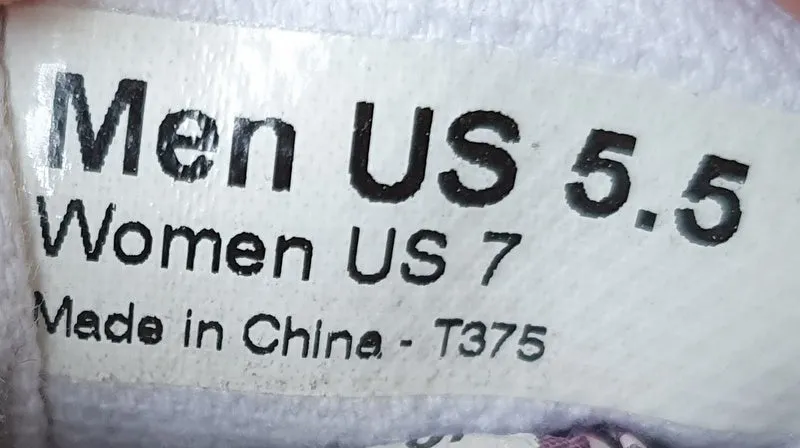 Men US 5.5
Women US 7
Made in China - T375